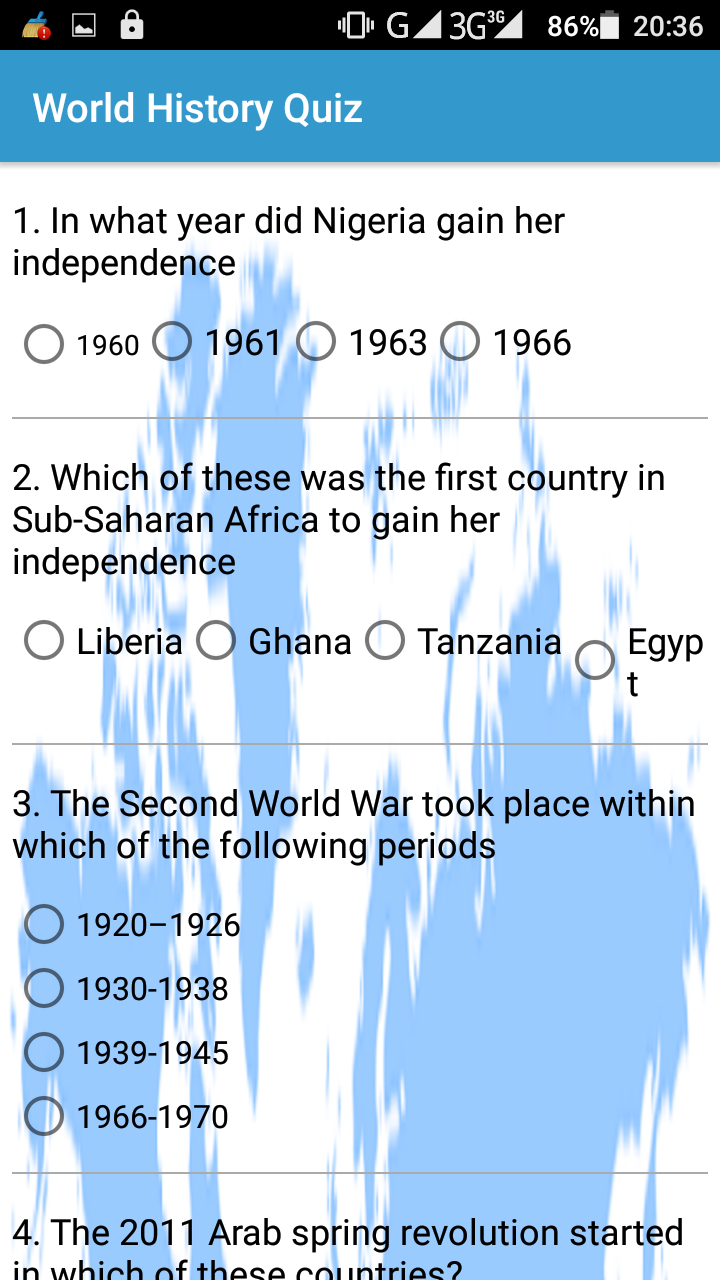 G 3G 3G 86% 20:36
World History Quiz
1. In what year did Nigeria gain her
independence
1960 1961 1963 1966
2. Which of these was the first country in
Sub-Saharan Africa to gain her
independence
Liberia Ghana Tanzania Egyp
t
3. The Second World War took place within
which of the following periods
1920–1926
1930-1938
1939-1945
1966-1970
4. The 2011 Arab spring revolution started
in which of these countries?